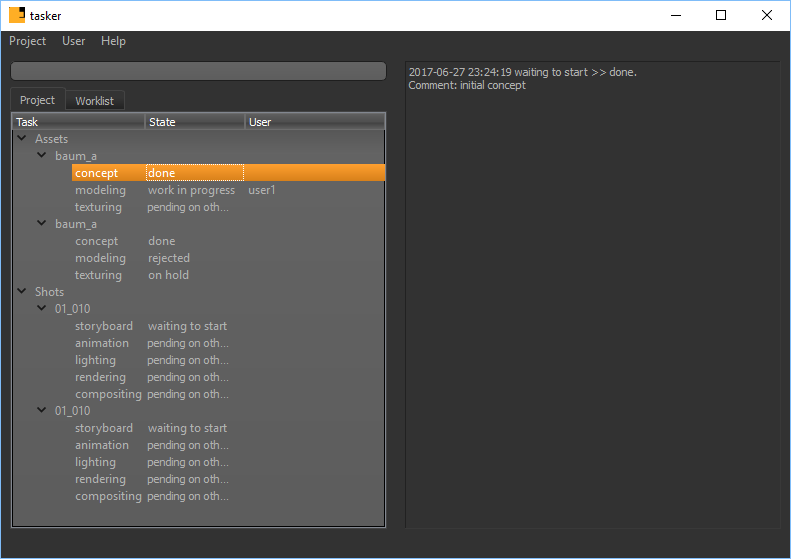 tasker
Project User Help
Project Worklist
Task State User
Assets
baum_a
concept done
modeling work in progress user1
texturing pending on oth...
baum_a
concept done
modeling rejected
texturing on hold
Shots
01_010
storyboard waiting to start
animation pending on oth...
lighting pending on oth...
rendering pending on oth...
compositing pending on oth...
01_010
storyboard waiting to start
animation pending on oth...
lighting pending on oth...
rendering pending on oth...
compositing pending on oth...
2017-06-27 23:24:19 waiting to start >> done.
Comment: initial concept